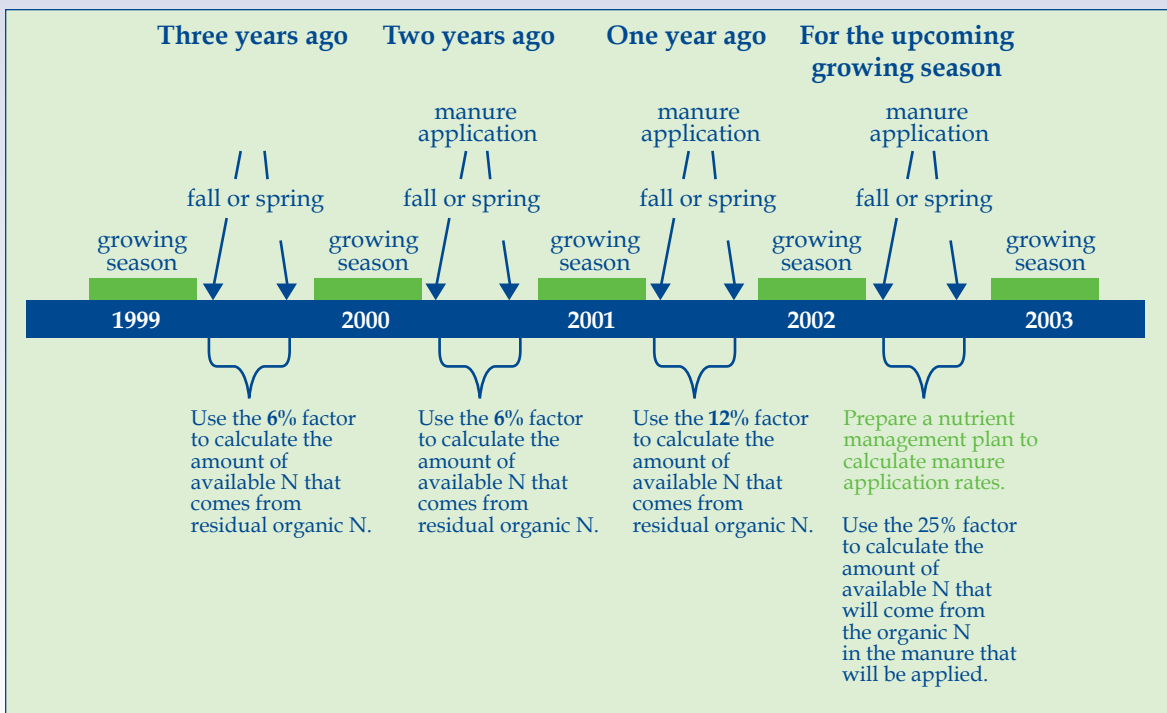 Three years ago
Two years ago
One year ago
For the upcoming
growing season
manure
application
manure
application
manure
application
fall or spring
fall or spring
fall or spring
fall or spring
growing
season
growing
season
growing
season
growing
season
growing
season
1999
2000
2001
2002
2003
Use the 6% factor
to calculate the
amount of
available N that
comes from
residual organic N.
Use the 6% factor
to calculate the
amount of
available N that
comes from
residual organic N.
Use the 12% factor
to calculate the
amount of
available N that
comes from
residual organic N.
Prepare a nutrient
management plan to
calculate manure
application rates.
Use the 25% factor
to calculate the
amount of
available N that
will come from
the organic N
in the manure that
will be applied.